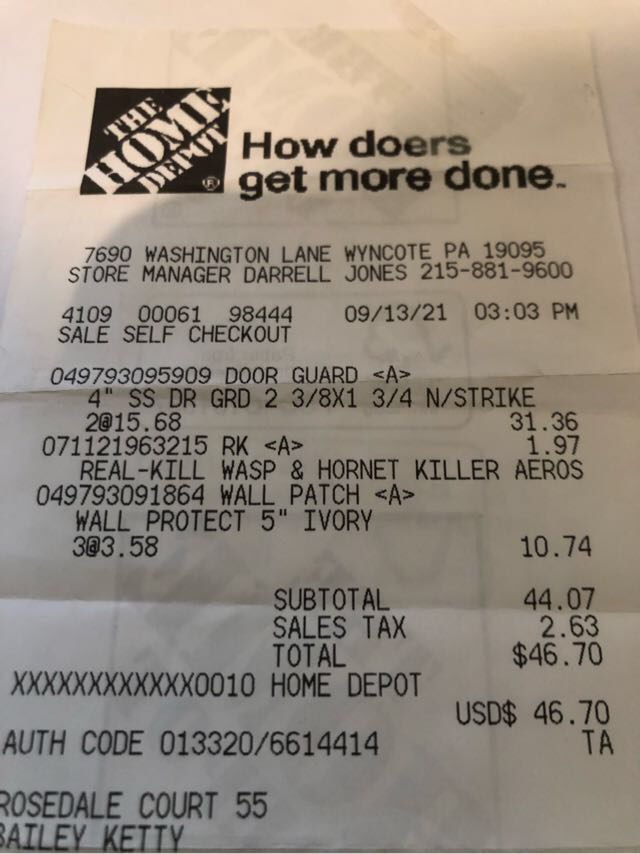 THE
HOME
DEPOT
®
How doers
get more done.™
7690 WASHINGTON LANE WYNCOTE PA 19095
STORE MANAGER DARRELL JONES 215-881-9600
4109 00061 98444 09/13/21 03:03 PM
SALE SELF CHECKOUT
049793095909 DOOR GUARD <A>
4" SS DR GRD 2 3/8X1 3/4 N/STRIKE
2@15.68 31.36
071121963215 RK <A> 1.97
REAL-KILL WASP & HORNET KILLER AEROS
049793091864 WALL PATCH <A>
WALL PROTECT 5" IVORY
3@3.58 10.74
SUBTOTAL 44.07
SALES TAX 2.63
TOTAL $46.70
XXXXXXXXXXXX0010 HOME DEPOT
USD$ 46.70
AUTH CODE 013320/6614414 TA
ROSEDALE COURT 55
BAILEY KETTY